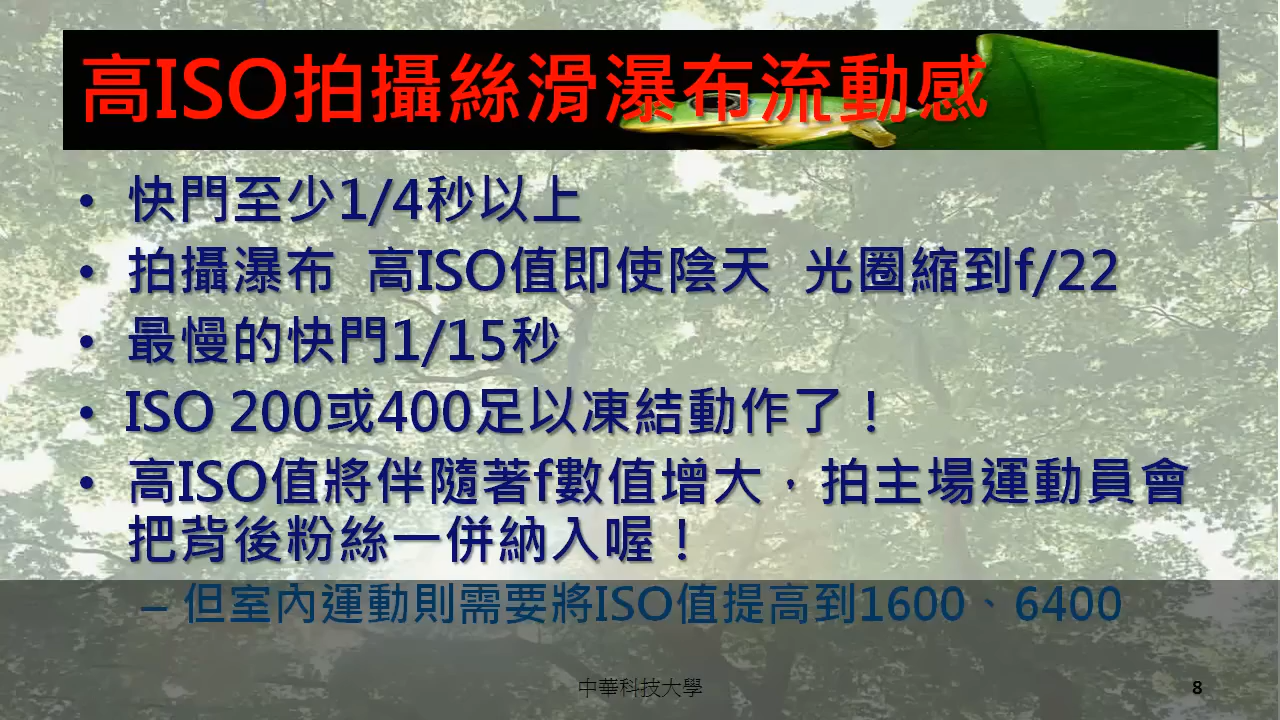 高ISO拍攝絲滑瀑布流動感
• 快門至少1/4秒以上
• 拍攝瀑布 高ISO值即使陰天 光圈縮到f/22
• 最慢的快門1/15秒
• ISO 200或400足以凍結動作了！
• 高ISO值將伴隨著f數值增大，拍主場運動員會
把背後粉絲一併納入喔！
– 但室內運動則需要將ISO值提高到1600、6400
中華科技大學
8